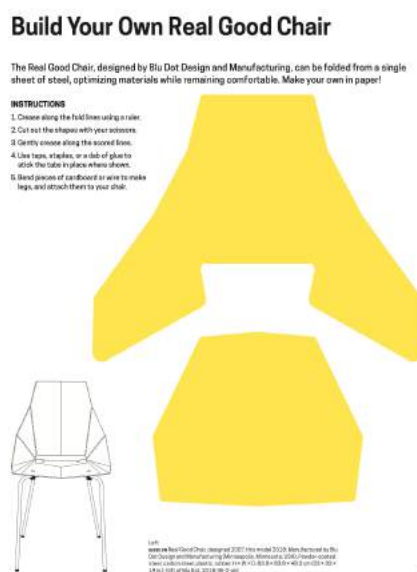 Build Your Own Real Good Chair
The Real Good Chair, designed by Blu Dot Design and Manufacturing, can be folded from a single
sheet of steel, optimizing materials while remaining comfortable. Make your own in paper!
INSTRUCTIONS
1. Crease along the fold lines using a ruler.
2. Cut out the shapes with your scissors.
3. Gently crease along the scored lines.
4. Use tape, staples, or a dab of glue to
stick the tabs in place where shown.
5. Bend pieces of cardboard or wire to make
legs, and attach them to your chair.
Left:
Real Good Chair, designed 2007, this model 2018; Manufactured by Blu
Dot Design and Manufacturing (Minneapolis, Minnesota, USA); Powder-coated